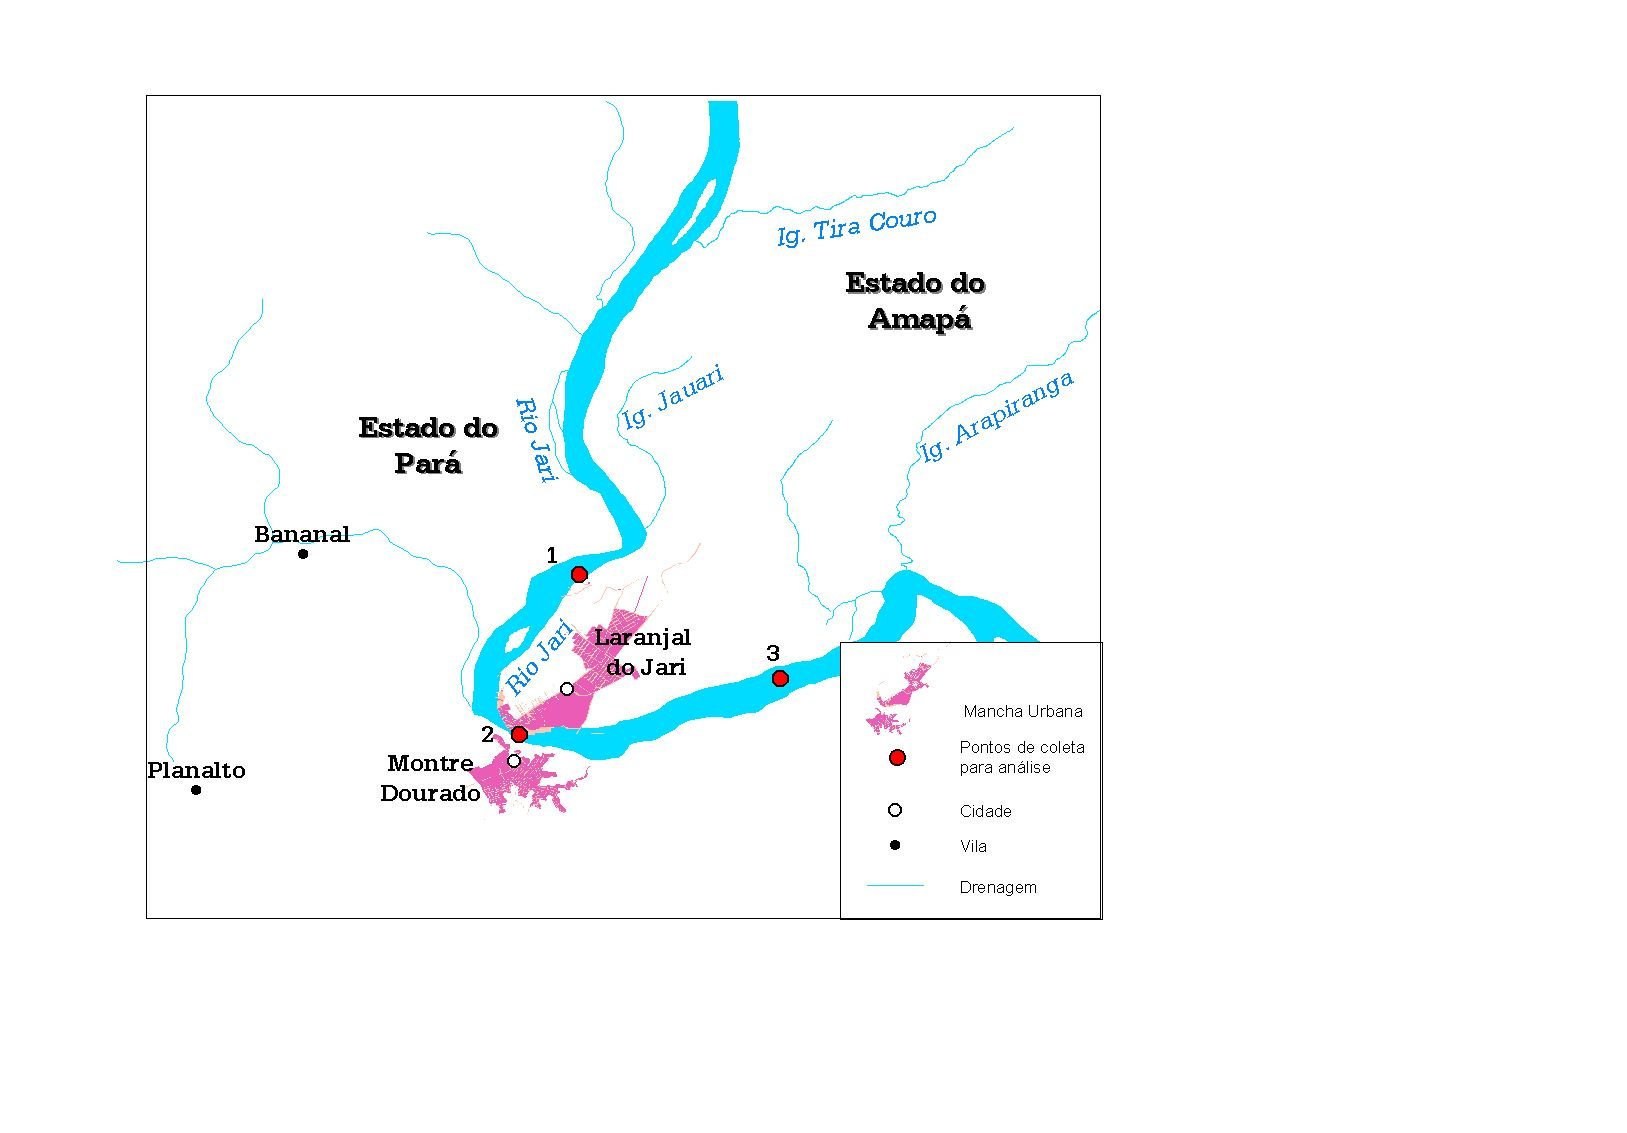 Ig. Tira Couro
Estado do
Amapá
Ig. Jauari
Ig. Arapiranga
Rio Jari
Estado do
Pará
Bananal
1
Rio Jari
Laranjal
do Jari
3
2
Montre
Dourado
Planalto
Mancha Urbana
Pontos de coleta
para análise
Cidade
Vila
Drenagem